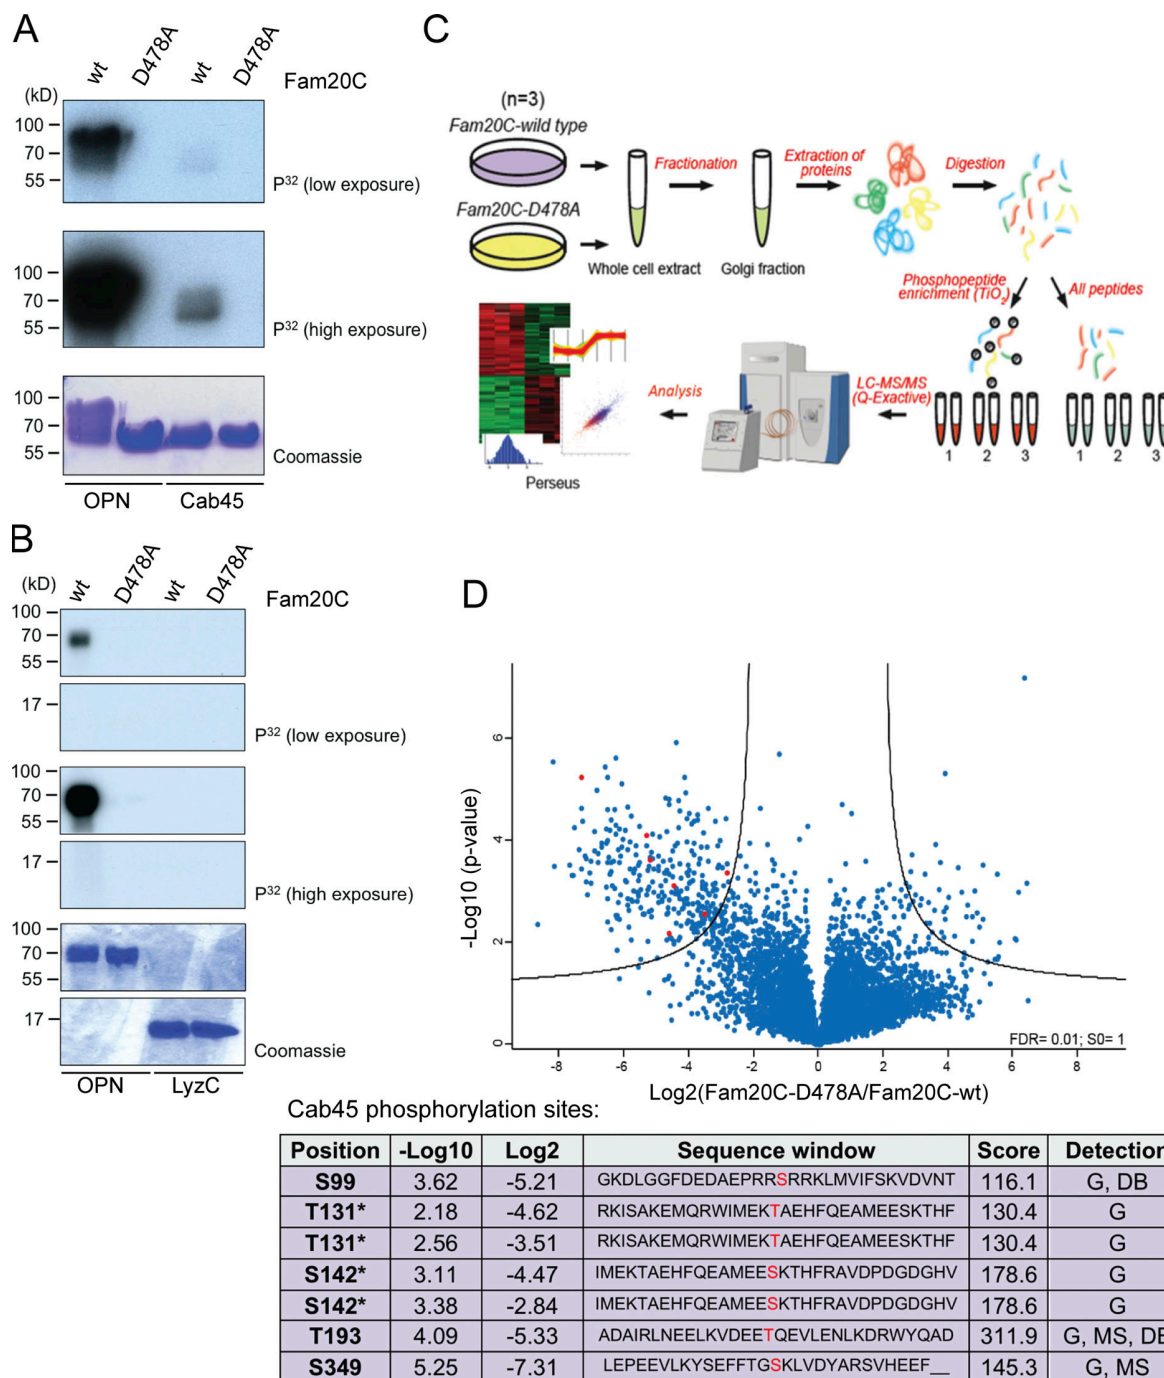 A
wt D478A wt D478A
Fam20C
(kD)
100
70
55
P32 (low exposure)
100
70
55
P32 (high exposure)
100
70
55
Coomassie
OPN Cab45
B
wt D478A wt D478A
(kD)
Fam20C
100
70
55
17
P32 (low exposure)
100
70
55
17
P32 (high exposure)
100
70
55
17
Coomassie
OPN LyzC
C
(n=3)
Fam20C-wild type
Fam20C-D478A
Fractionation
Extraction of
proteins
Digestion
Whole cell extract
Golgi fraction
Phosphopeptide
enrichment (TiO2)
All peptides
1 2 3 1 2 3
LC-MS/MS
(Q-Exactive)
Analysis
Perseus
D
-Log10 (p-value)
6
4
2
0
-8 -6 -4 -2 0 2 4 6 8
FDR= 0.01; S0= 1
Log2(Fam20C-D478A/Fam20C-wt)
Cab45 phosphorylation sites:
Position -Log10 Log2 Sequence window Score Detection
S99 3.62 -5.21 GKDLGGFDEDAEPRRSRRKLMVIFSKVDVNT 116.1 G, DB
T131* 2.18 -4.62 RKISAKEMQRWIMEKTAEHFQEAMEESKTHF 130.4 G
T131* 2.56 -3.51 RKISAKEMQRWIMEKTAEHFQEAMEESKTHF 130.4 G
S142* 3.11 -4.47 IMEKTAEHFQEAMEESKTHFRAVDPDGDGHV 178.6 G
S142* 3.38 -2.84 IMEKTAEHFQEAMEESKTHFRAVDPDGDGHV 178.6 G
T193 4.09 -5.33 ADAIRLNEELKVDEETQEVLENLKDRWYQAD 311.9 G, MS, DB
S349 5.25 -7.31 LEPEEVLKYSEFFTGSKLVDYARSVHEEF__ 145.3 G, MS